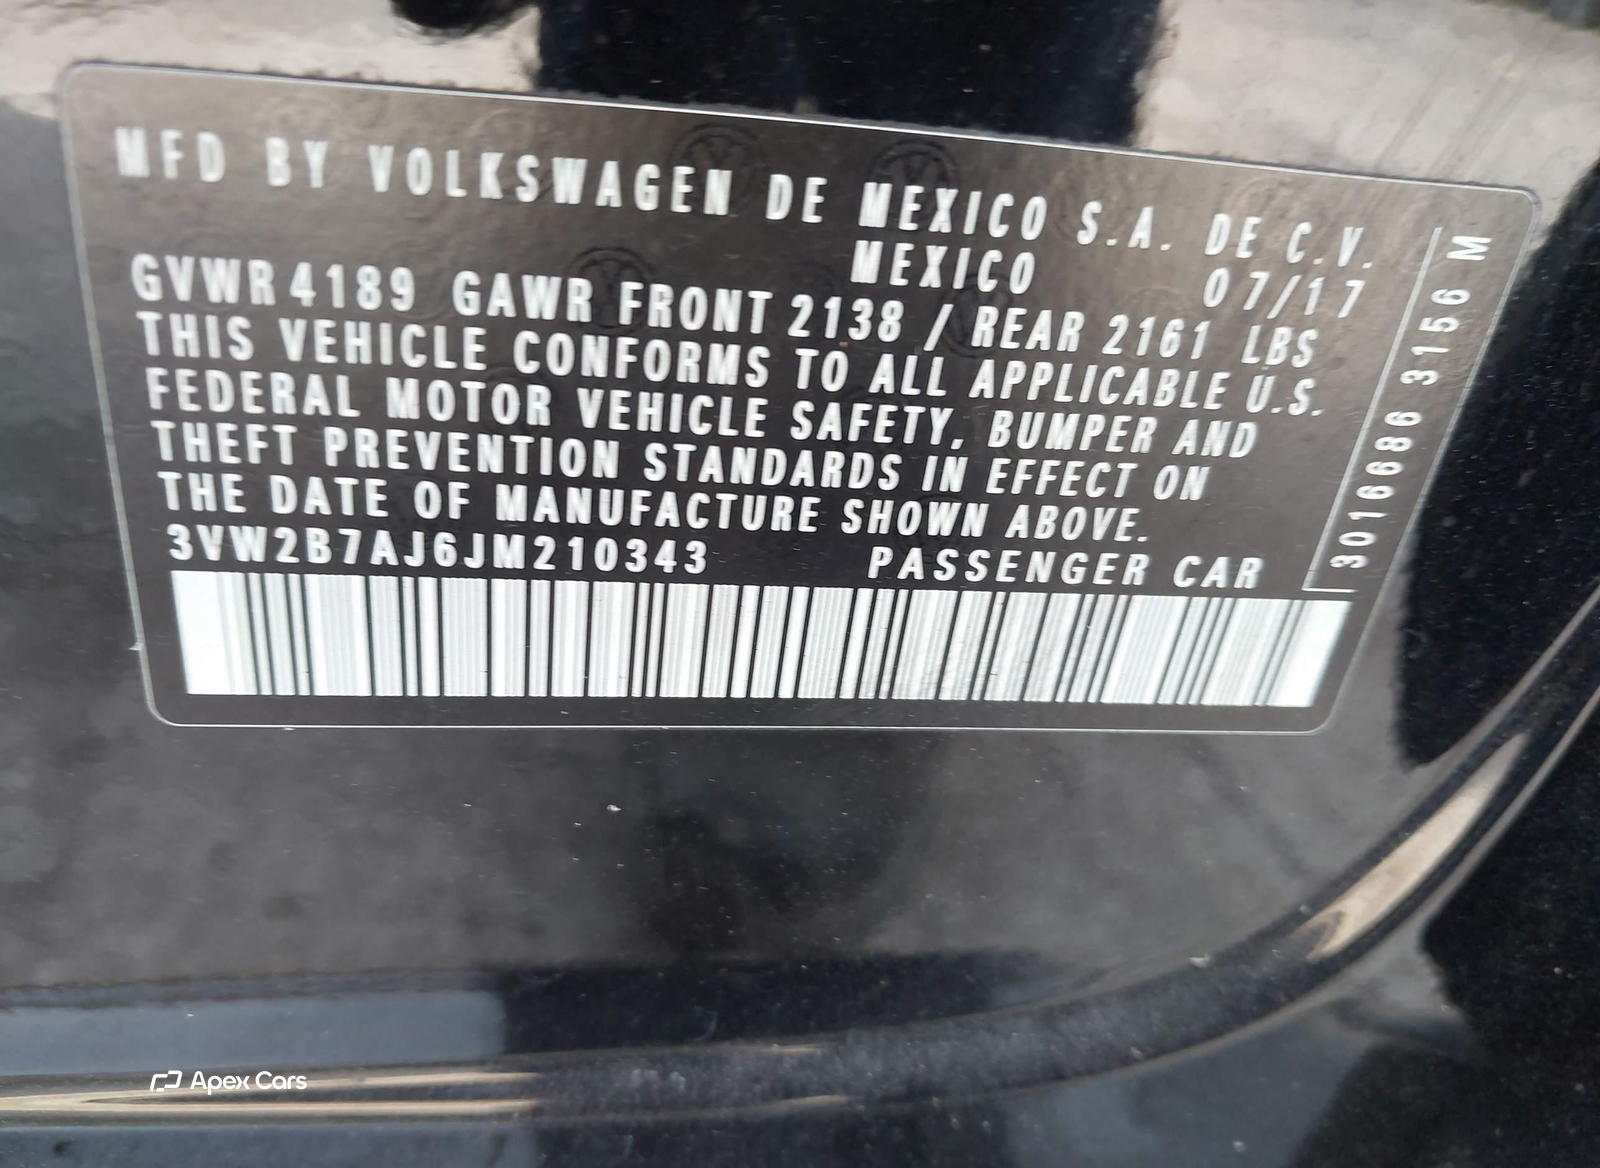 MFD BY VOLKSWAGEN DE MEXICO S.A. DE C.V.
MEXICO 07/17
GVWR 4189 GAWR FRONT 2138 / REAR 2161 LBS
THIS VEHICLE CONFORMS TO ALL APPLICABLE U.S.
FEDERAL MOTOR VEHICLE SAFETY, BUMPER AND
THEFT PREVENTION STANDARDS IN EFFECT ON
THE DATE OF MANUFACTURE SHOWN ABOVE.
3VW2B7AJ6JM210343 PASSENGER CAR
3016686 3156 M
Apex Cars